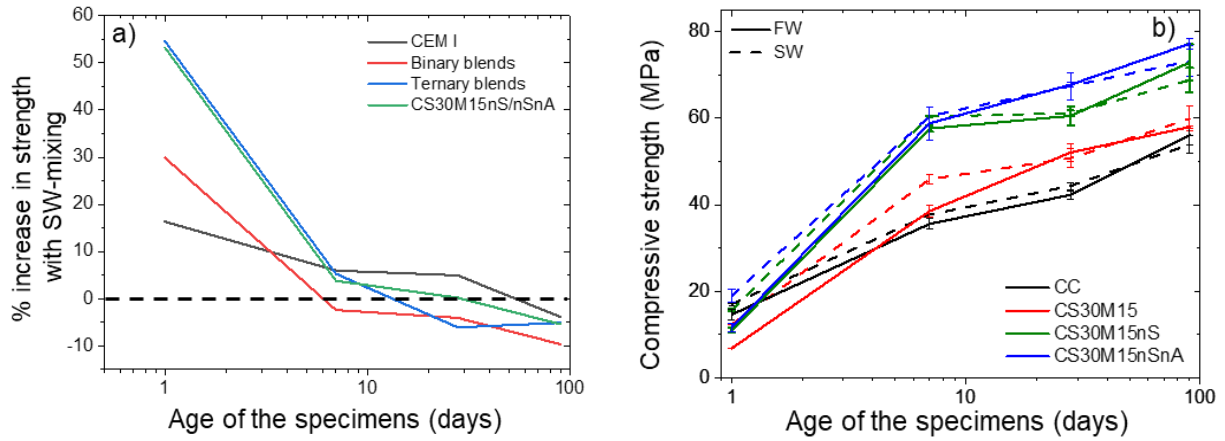 a)
CEM I
Binary blends
Ternary blends
CS30M15nS/nSnA
% increase in strength
with SW-mixing
60
50
40
30
20
10
0
-10
1
10
100
Age of the specimens (days)
b)
FW
SW
Compressive strength (MPa)
80
60
40
20
0
CC
CS30M15
CS30M15nS
CS30M15nSnA
1
10
100
Age of the specimens (days)